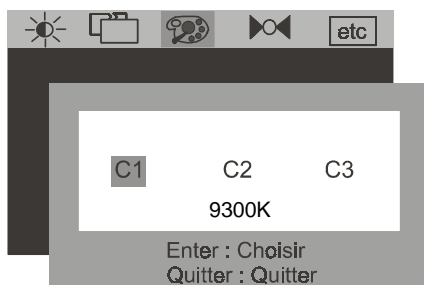 etc
C1 C2 C3
9300K
Enter : Choisir
Quitter : Quitter